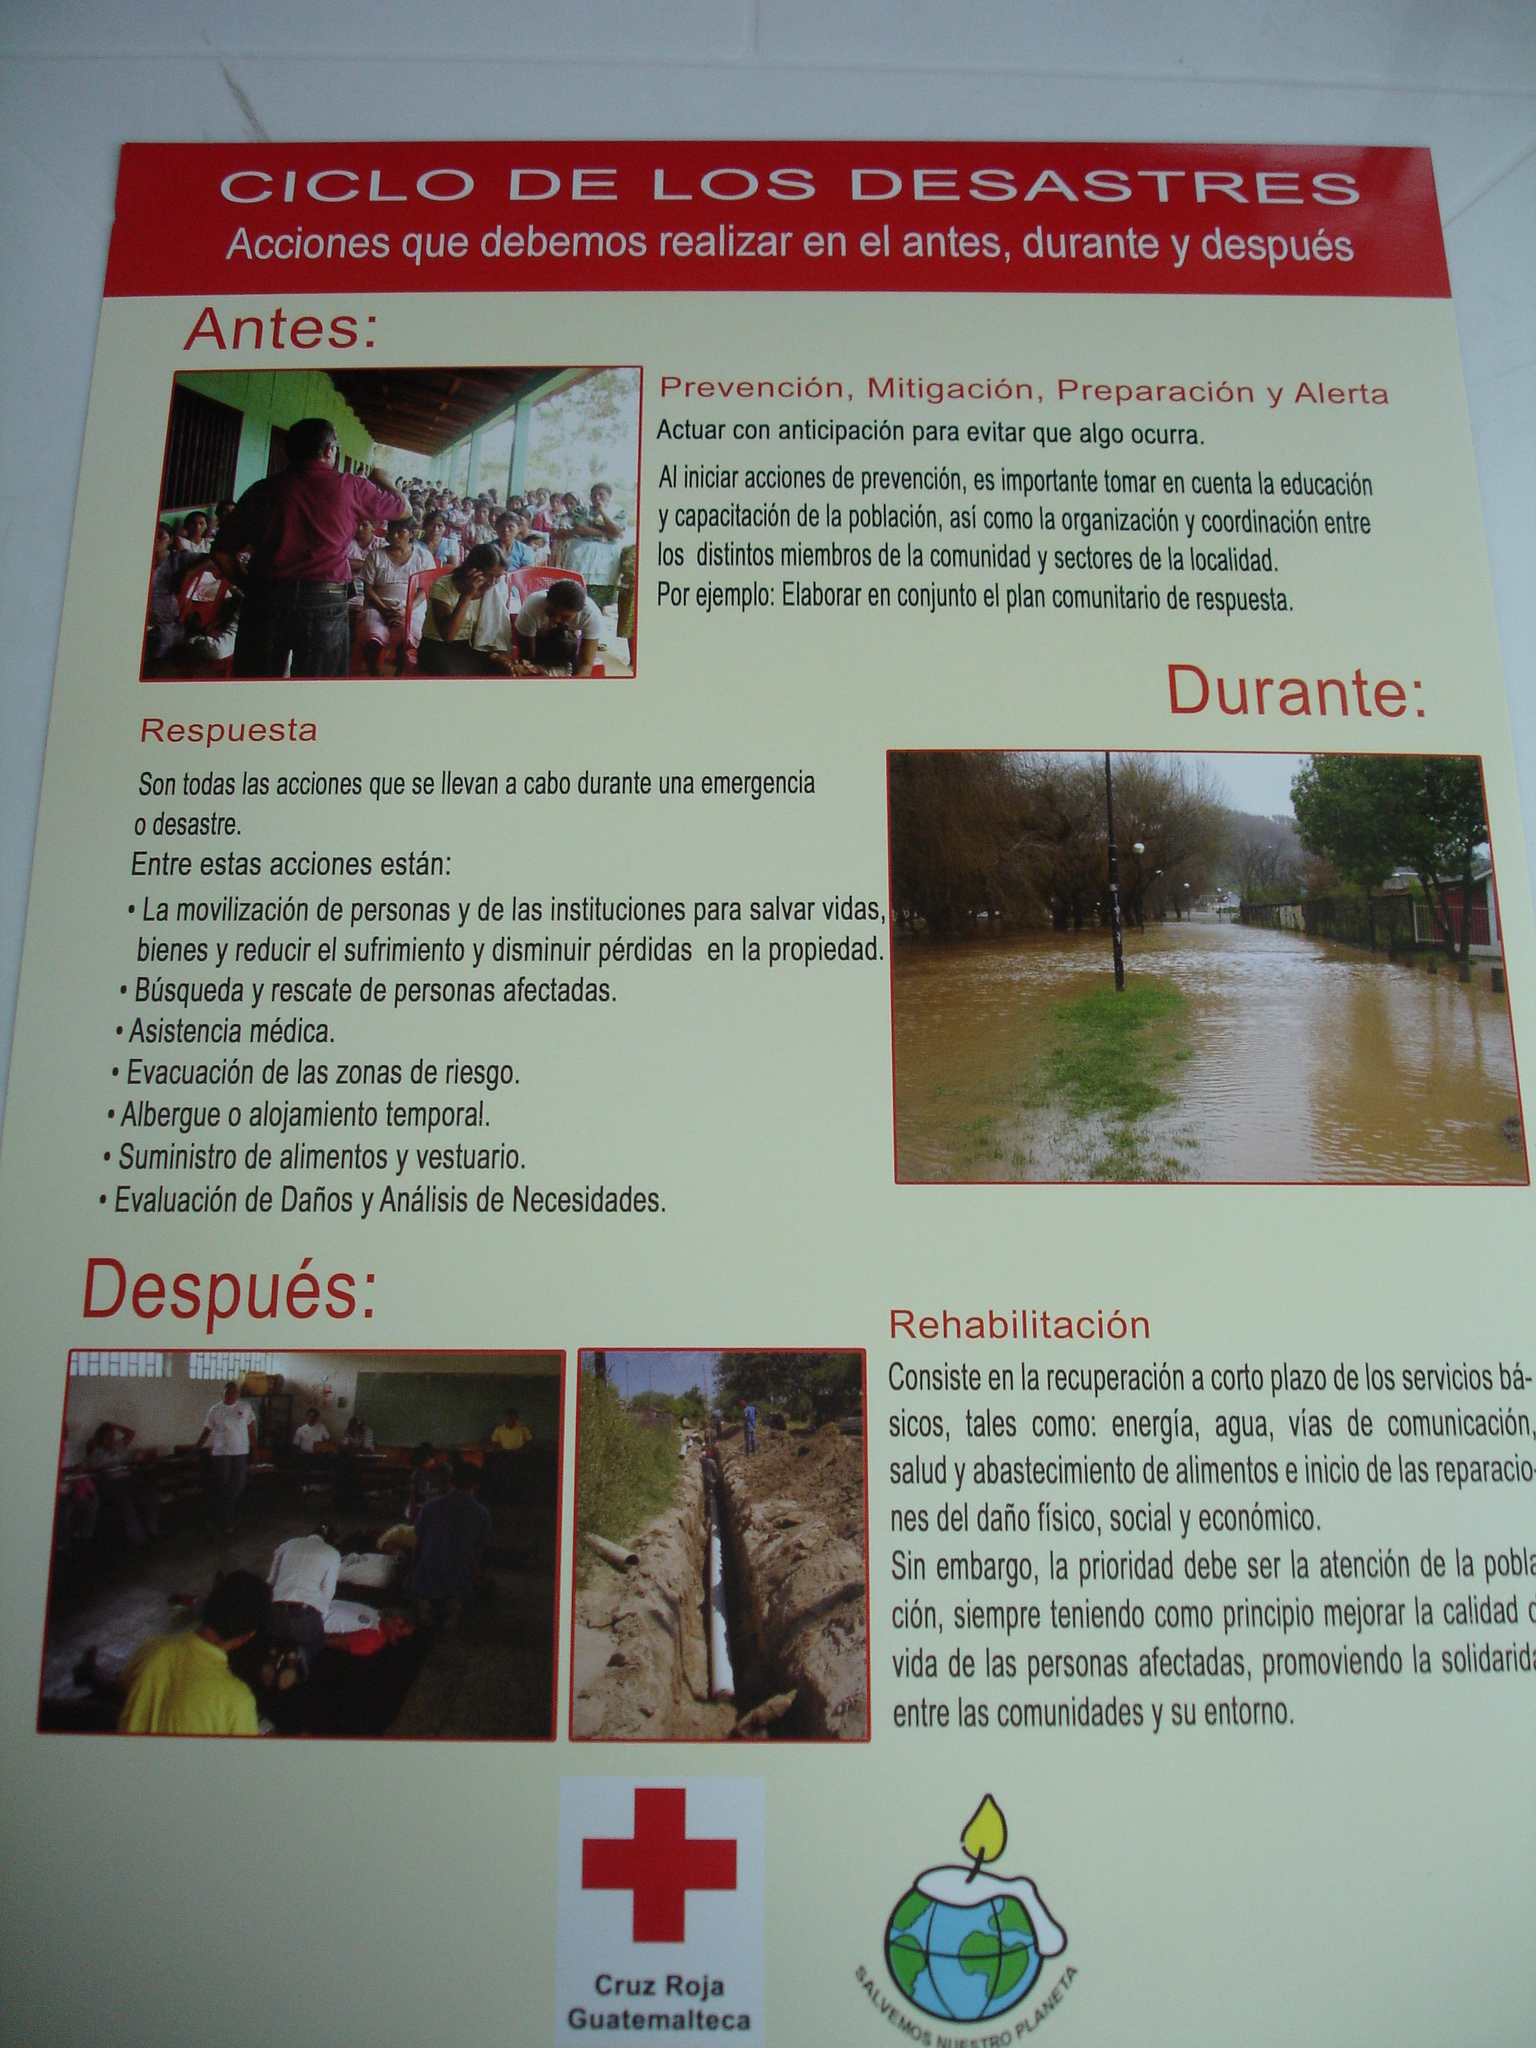 CICLO DE LOS DESASTRES
Acciones que debemos realizar en el antes, durante y después
Antes:
Prevención, Mitigación, Preparación y Alerta
Actuar con anticipación para evitar que algo ocurra.
Al iniciar acciones de prevención, es importante tomar en cuenta la educación
y capacitación de la población, así como la organización y coordinación entre
los distintos miembros de la comunidad y sectores de la localidad.
Por ejemplo: Elaborar en conjunto el plan comunitario de respuesta.
Durante:
Respuesta
Son todas las acciones que se llevan a cabo durante una emergencia
o desastre.
Entre estas acciones están:
• La movilización de personas y de las instituciones para salvar vidas,
bienes y reducir el sufrimiento y disminuir pérdidas en la propiedad.
• Búsqueda y rescate de personas afectadas.
• Asistencia médica.
• Evacuación de las zonas de riesgo.
• Albergue o alojamiento temporal.
• Suministro de alimentos y vestuario.
• Evaluación de Daños y Análisis de Necesidades.
Después:
Rehabilitación
Consiste en la recuperación a corto plazo de los servicios bá-
sicos, tales como: energía, agua, vías de comunicación,
salud y abastecimiento de alimentos e inicio de las reparacio-
nes del daño físico, social y económico.
Sin embargo, la prioridad debe ser la atención de la pobla
ción, siempre teniendo como principio mejorar la calidad
vida de las personas afectadas, promoviendo la solidarida
entre las comunidades y su entorno.
Cruz Roja
Guatemalteca
SALVEMOS NUESTRO PLANETA